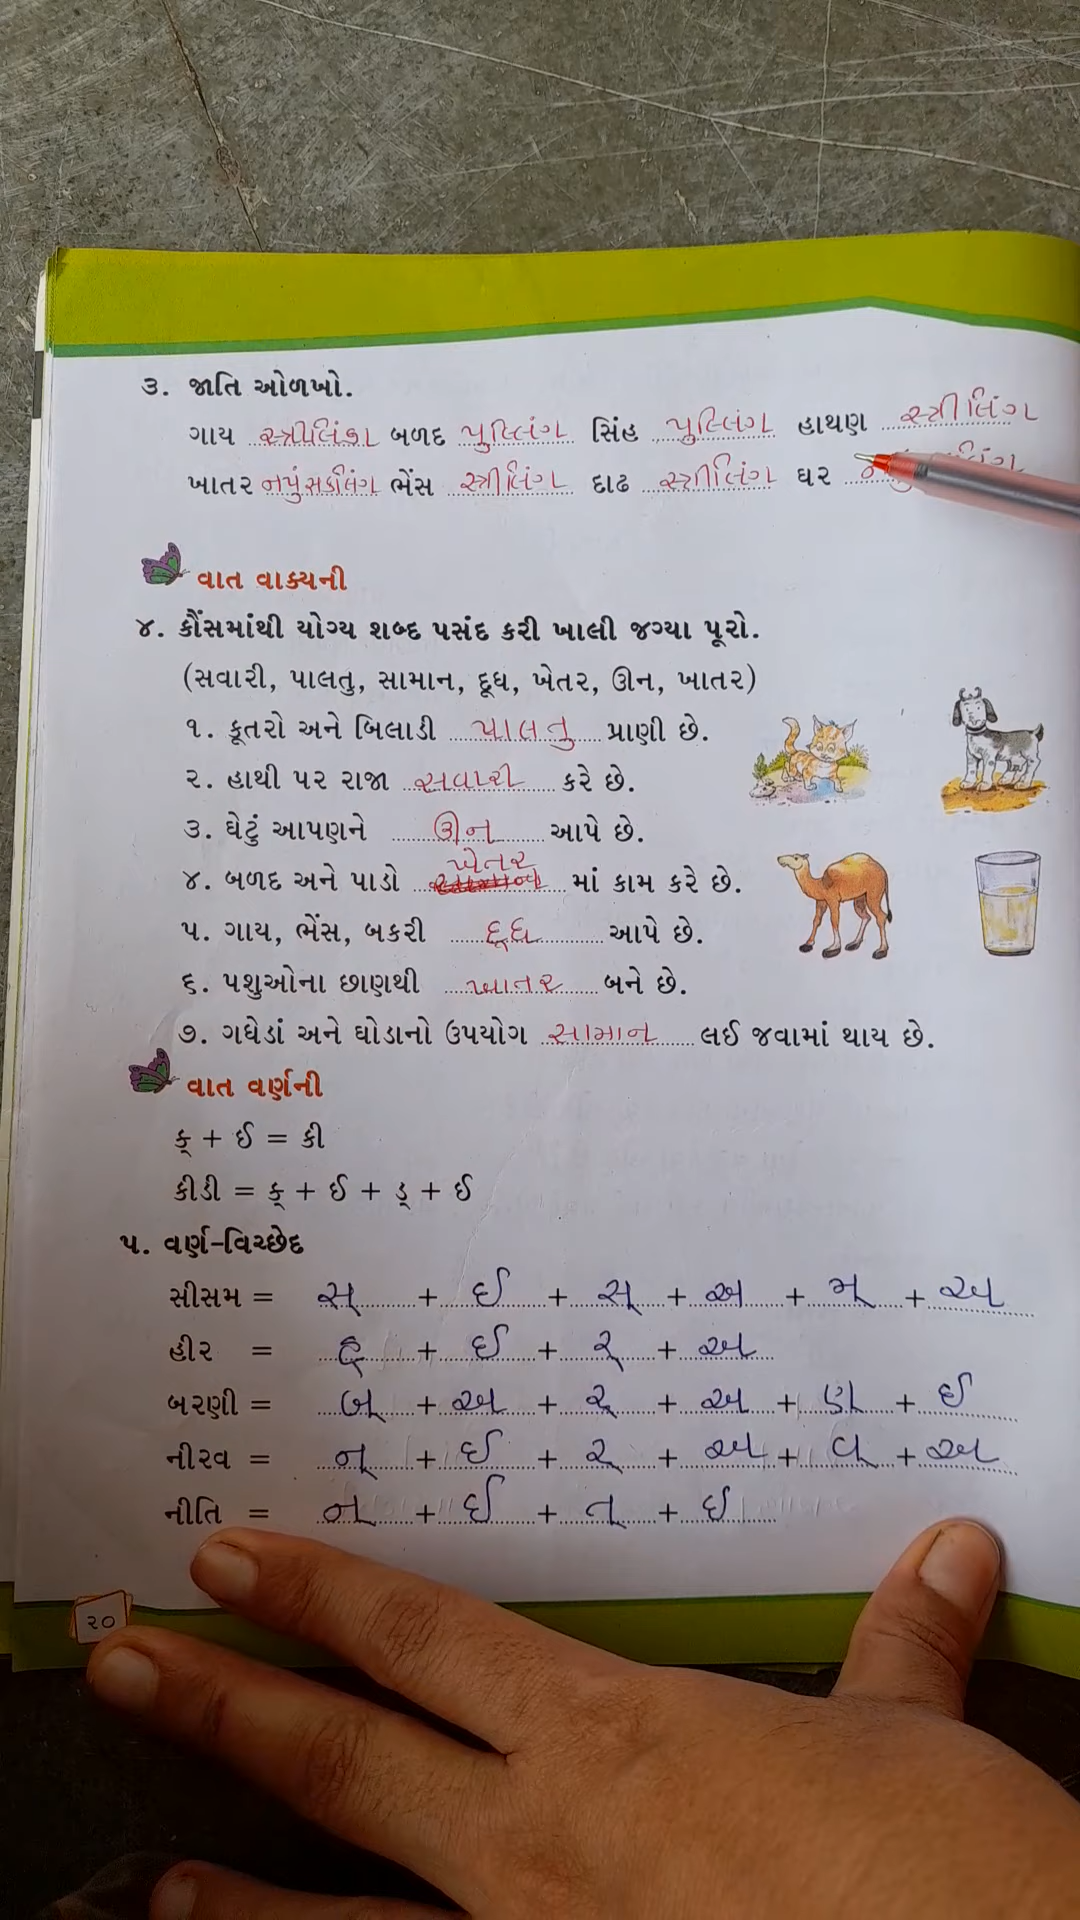 ૩. જાતિ ઓળખો.
ગાય સ્ત્રીલિંગ બળદ પુલ્લિંગ સિંહ પુલ્લિંગ હાથણ સ્ત્રીલિંગ
ખાતર નપુંસકલિંગ ભેંસ સ્ત્રીલિંગ દાઢ સ્ત્રીલિંગ ઘર
વાત વાક્યની
૪. કૌંસમાંથી યોગ્ય શબ્દ પસંદ કરી ખાલી જગ્યા પૂરો.
(સવારી, પાલતુ, સામાન, દૂધ, ખેતર, ઊન, ખાતર)
૧. કૂતરો અને બિલાડી પાલતુ પ્રાણી છે.
૨. હાથી પર રાજા સવારી કરે છે.
૩. ઘેટું આપણને ઊન આપે છે.
૪. બળદ અને પાડો ખેતર માં કામ કરે છે.
૫. ગાય, ભેંસ, બકરી દૂધ આપે છે.
૬. પશુઓના છાણથી ખાતર બને છે.
૭. ગધેડાં અને ઘોડાનો ઉપયોગ સામાન લઈ જવામાં થાય છે.
વાત વર્ણની
ક્ + ઈ = કી
કીડી = ક્ + ઈ + ડ્ + ઈ
૫. વર્ણ-વિચ્છેદ
સીસમ = સ્ + ઈ + સ્ + અ + મ્ + અ
હીર = હ્ + ઈ + ર્ + અ
બરણી = બ્ + અ + ર્ + અ + ણ્ + ઈ
નીરવ = ન્ + ઈ + ર્ + અ + વ્ + અ
નીતિ = ન્ + ઈ + ત્ + ઇ
૨૦